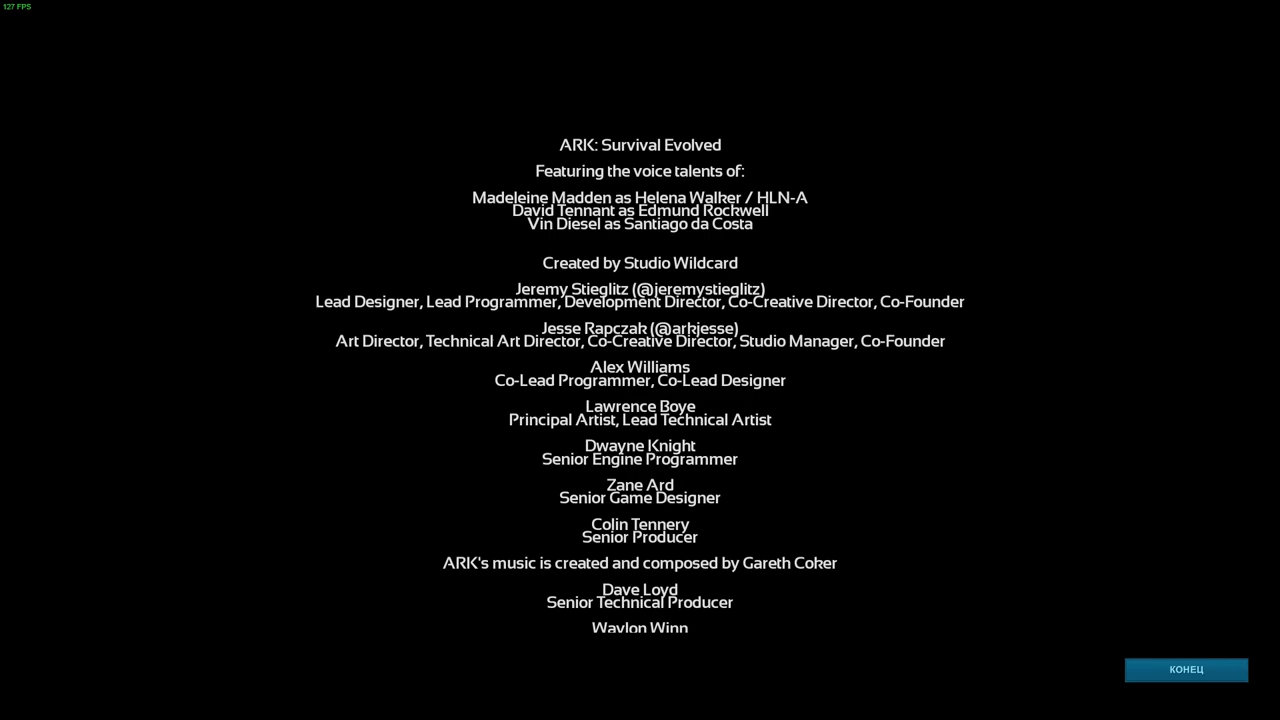 127 FPS
ARK: Survival Evolved
Featuring the voice talents of:
Madeleine Madden as Helena Walker / HLN-A
David Tennant as Edmund Rockwell
Vin Diesel as Santiago da Costa
Created by Studio Wildcard
Jeremy Stieglitz (@jeremystieglitz)
Lead Designer, Lead Programmer, Development Director, Co-Creative Director, Co-Founder
Jesse Rapczak (@arkjesse)
Art Director, Technical Art Director, Co-Creative Director, Studio Manager, Co-Founder
Alex Williams
Co-Lead Programmer, Co-Lead Designer
Lawrence Boye
Principal Artist, Lead Technical Artist
Dwayne Knight
Senior Engine Programmer
Zane Ard
Senior Game Designer
Colin Tennery
Senior Producer
ARK's music is created and composed by Gareth Coker
Dave Loyd
Senior Technical Producer
Waylon Winn
КОНЕЦ